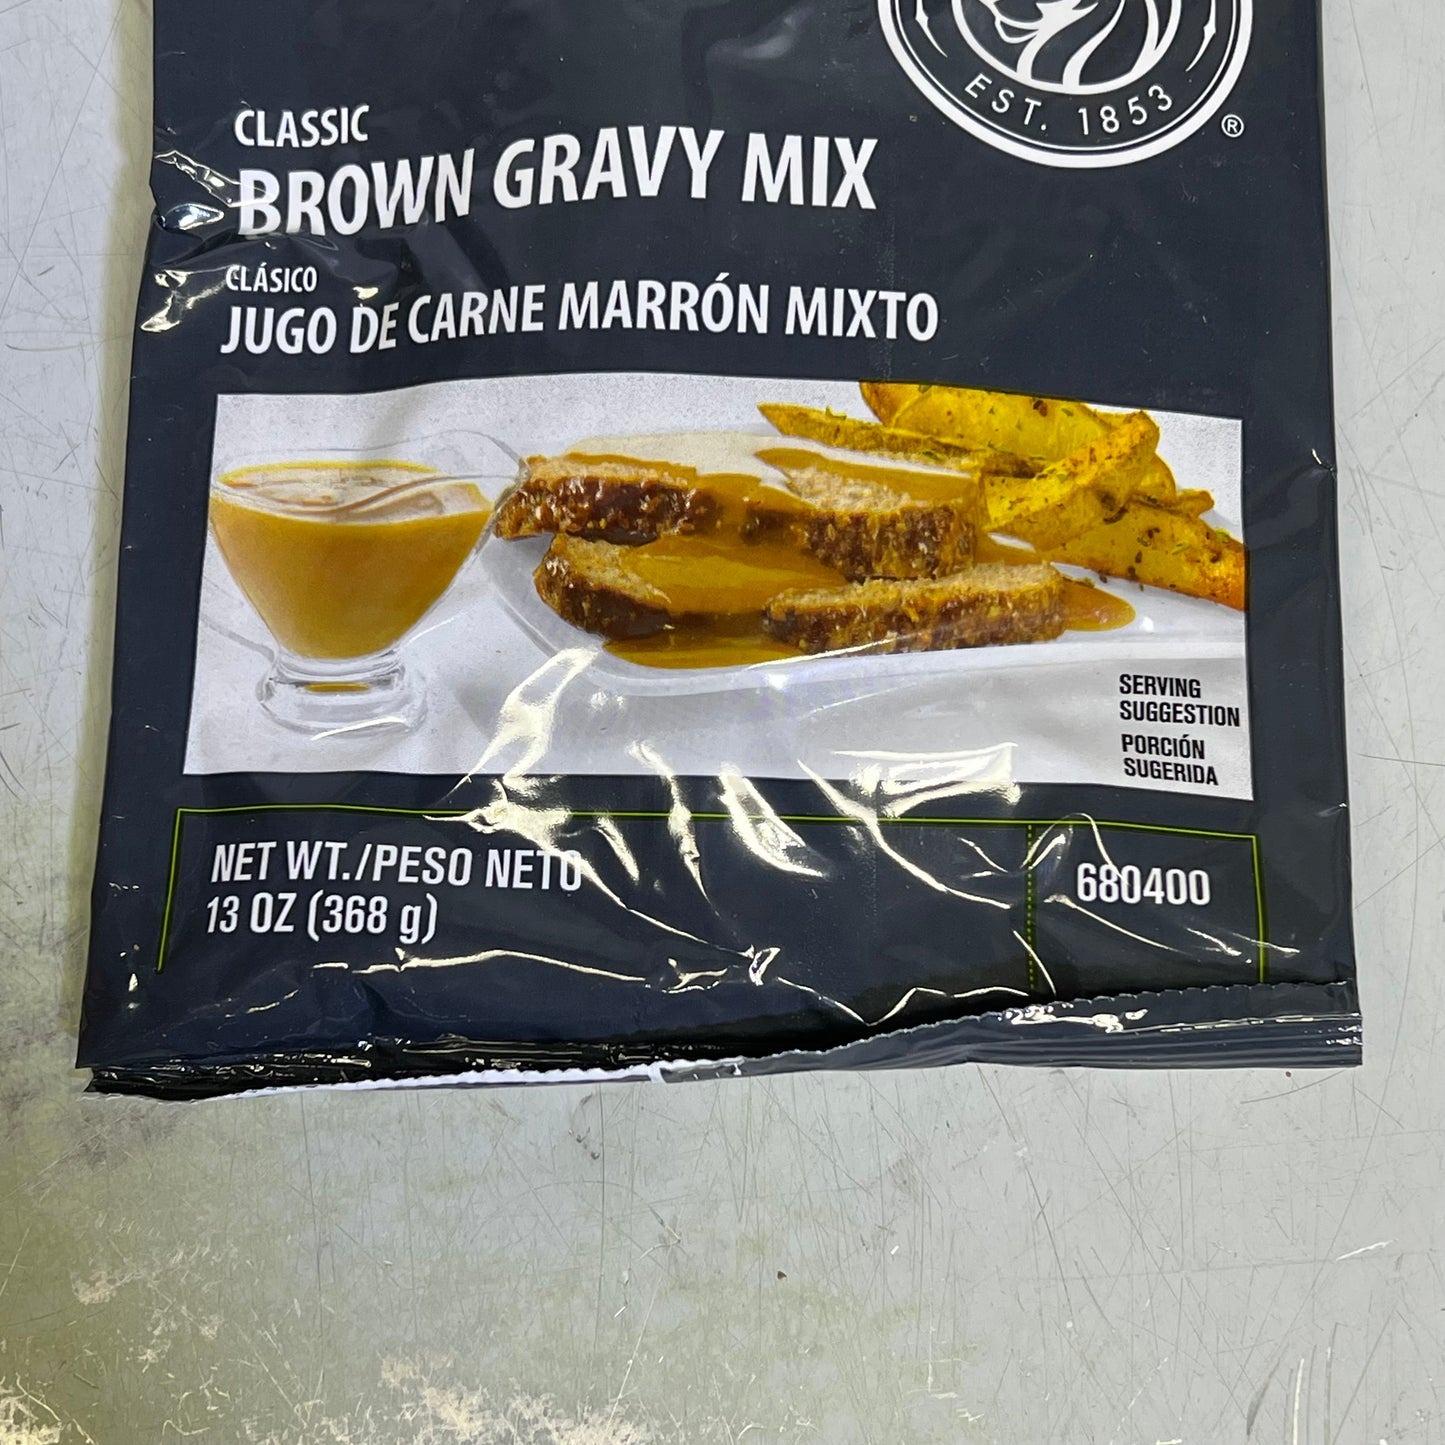 EST. 1853
®
CLASSIC
BROWN GRAVY MIX
CLÁSICO
JUGO DE CARNE MARRÓN MIXTO
SERVING
SUGGESTION
PORCIÓN
SUGERIDA
NET WT./PESO NETO
13 OZ (368 g)
680400